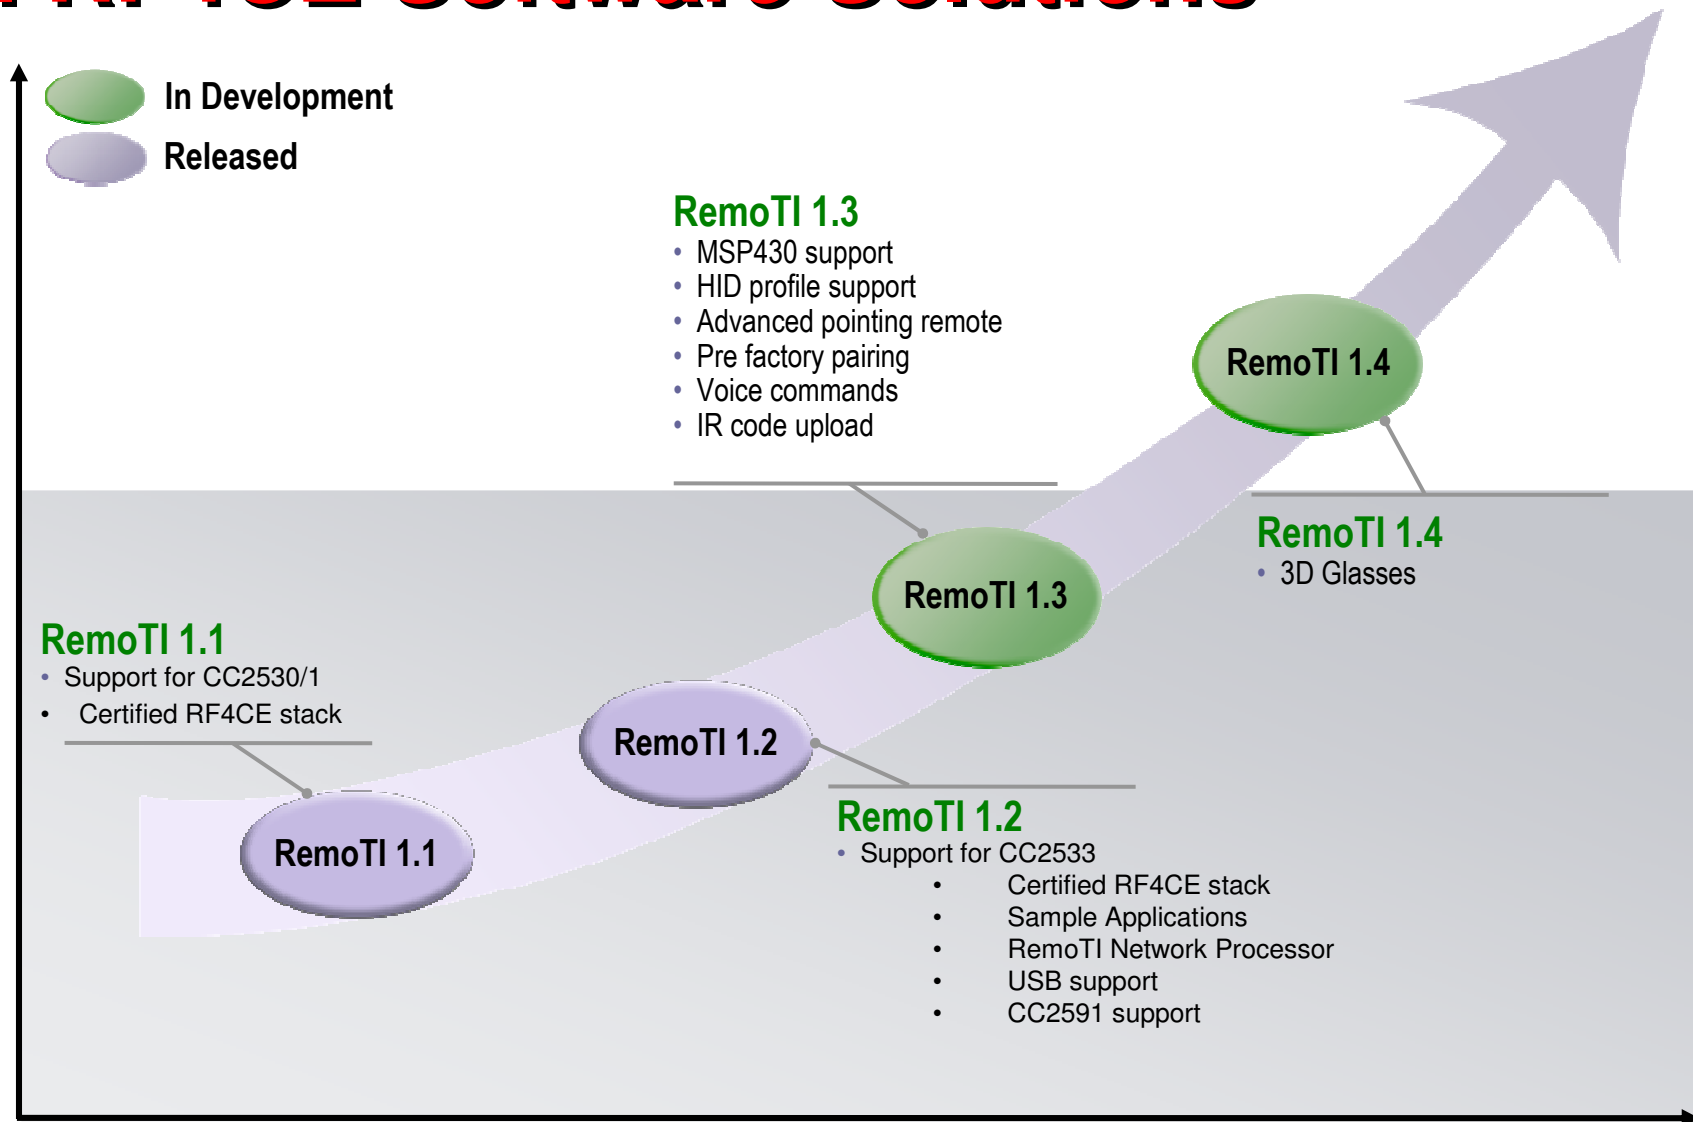 Software Solutions
In Development
Released
RemoTI 1.3
• MSP430 support
• HID profile support
• Advanced pointing remote
• Pre factory pairing
• Voice commands
• IR code upload
RemoTI 1.4
RemoTI 1.4
• 3D Glasses
RemoTI 1.3
RemoTI 1.1
• Support for CC2530/1
• Certified RF4CE stack
RemoTI 1.2
RemoTI 1.1
RemoTI 1.2
• Support for CC2533
• Certified RF4CE stack
• Sample Applications
• RemoTI Network Processor
• USB support
• CC2591 support